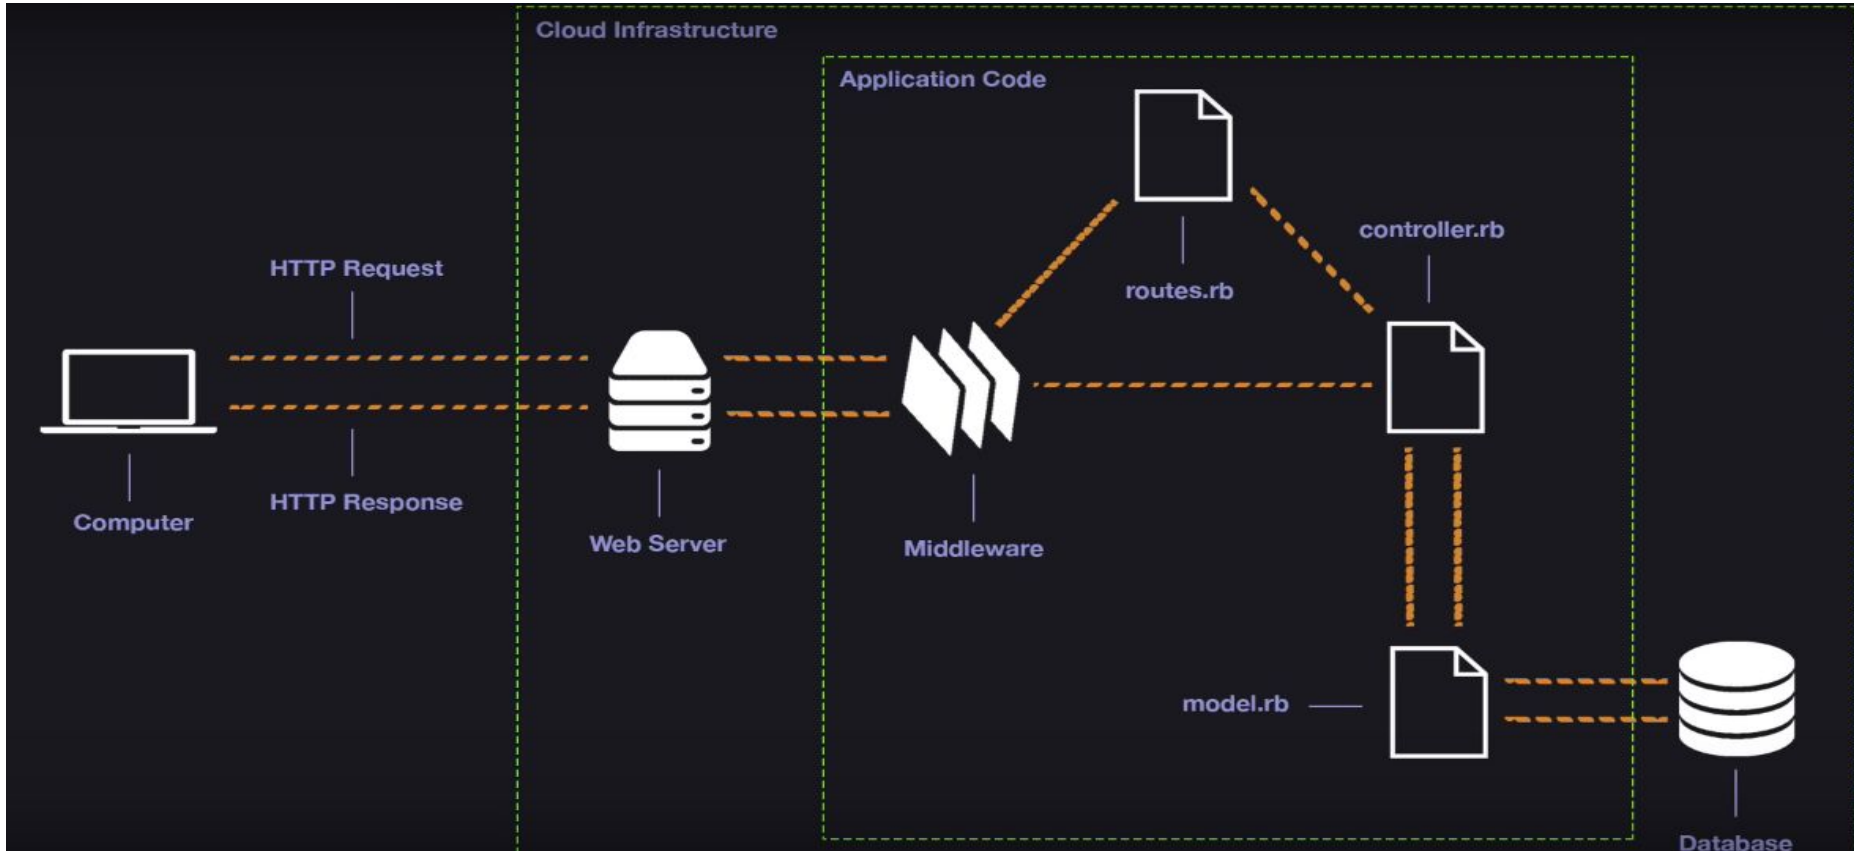 Cloud Infrastructure
Application Code
controller.rb
HTTP Request
routes.rb
HTTP Response
Computer
Web Server
Middleware
model.rb
Database